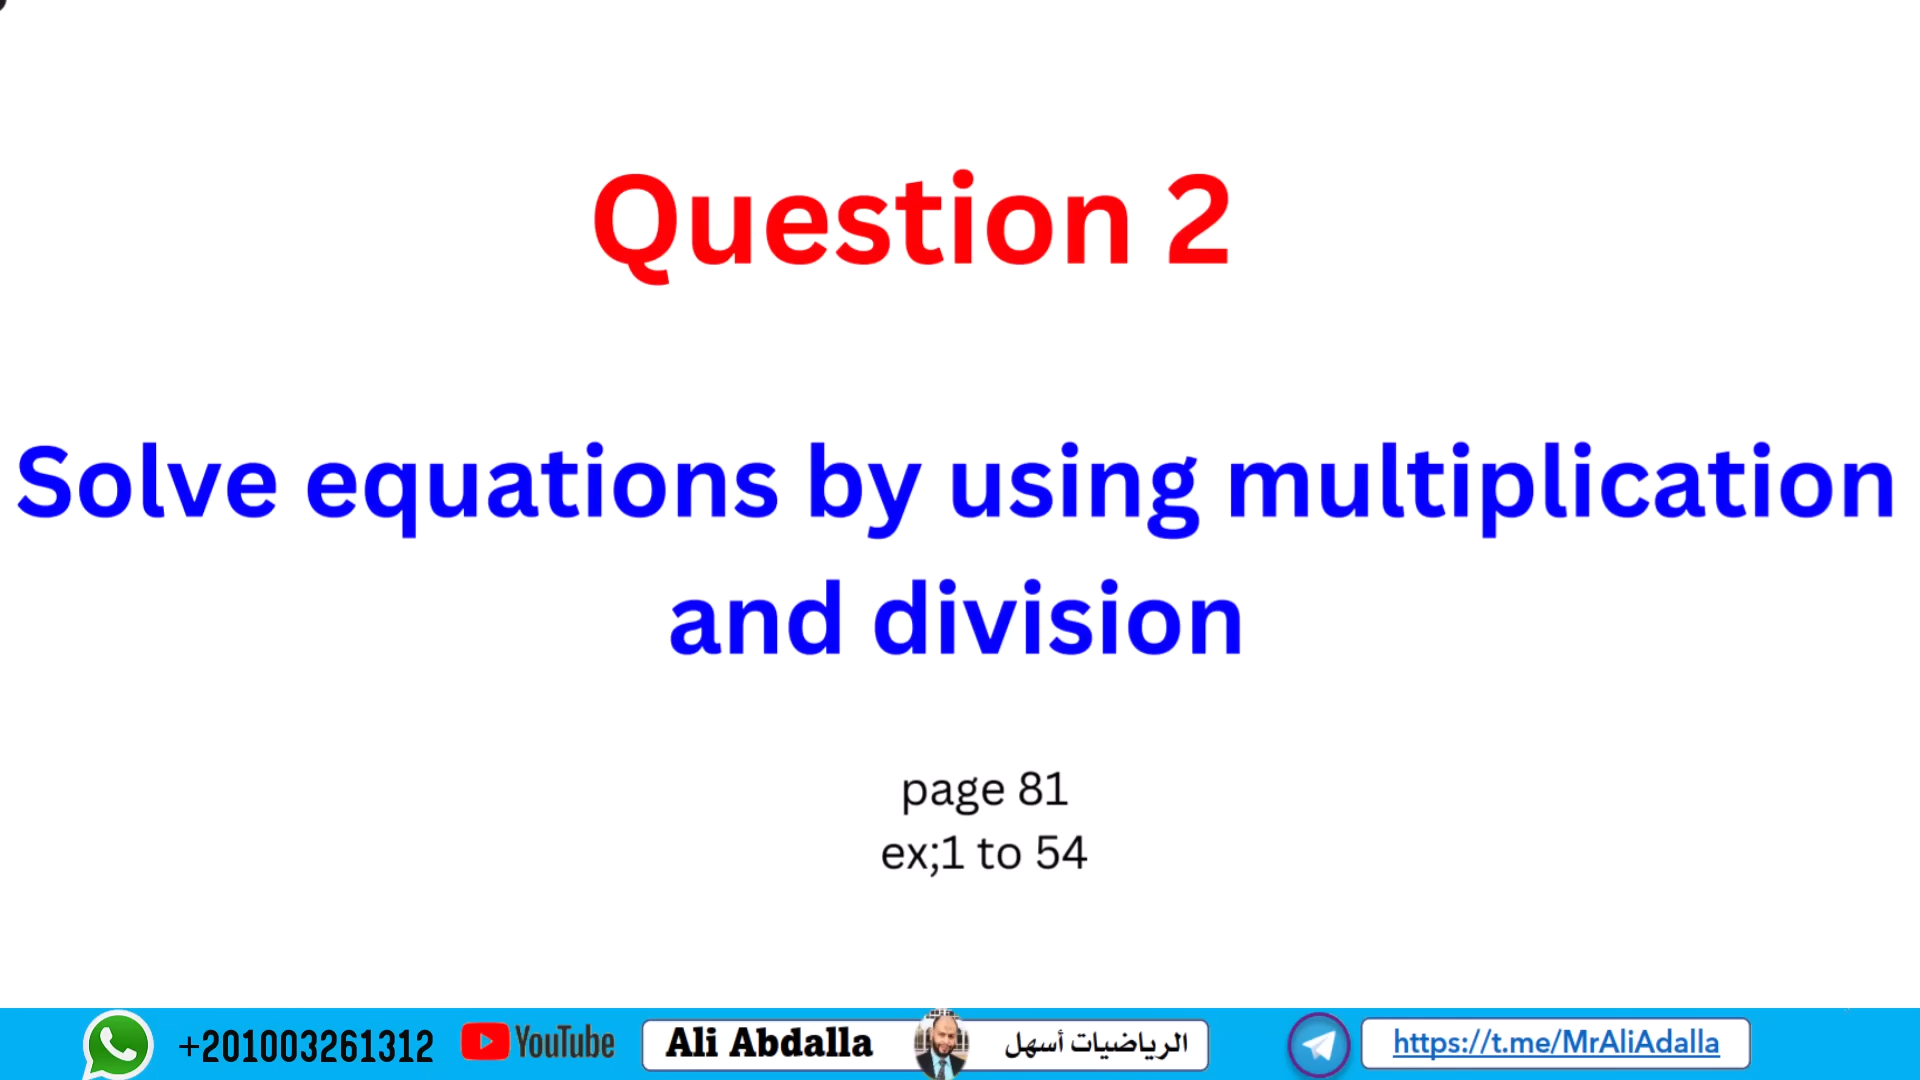 Question 2
Solve equations by using multiplication
and division
page 81
ex;1 to 54
+201003261312 YouTube Ali Abdalla الرياضيات أسهل https://t.me/MrAliAdalla